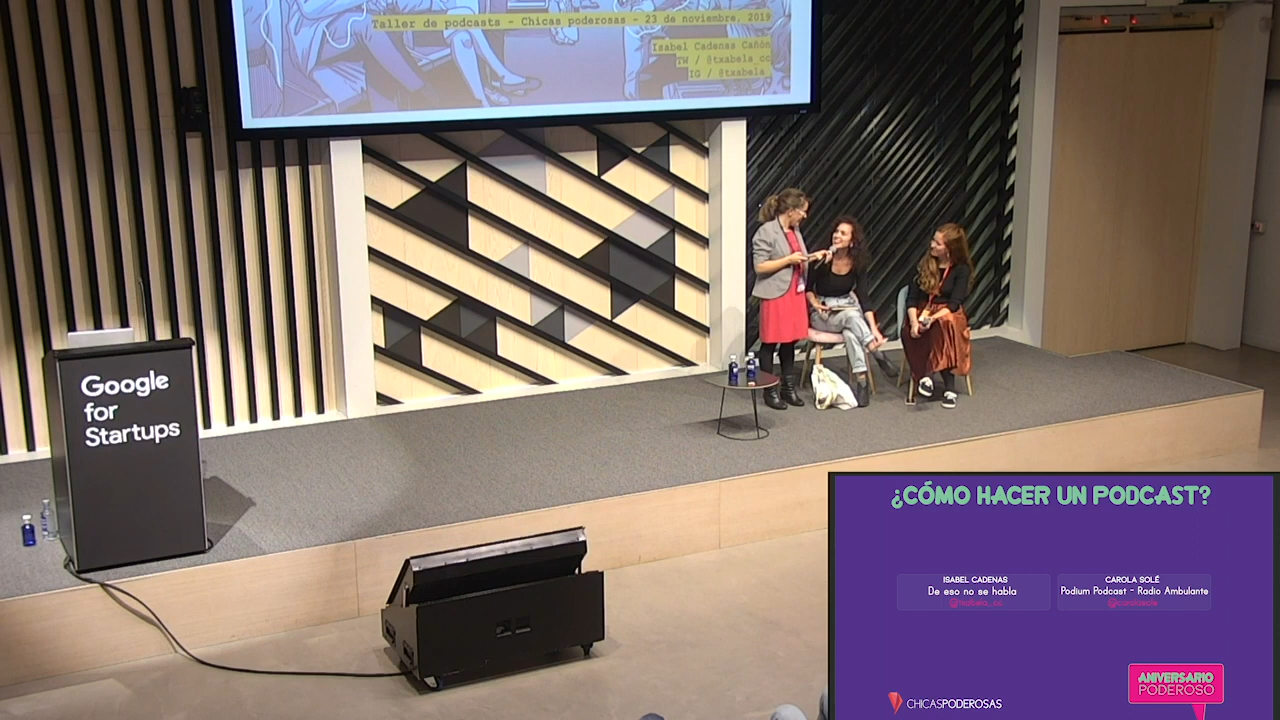 Taller de podcasts - Chicas poderosas - 23 de noviembre, 2019
Isabel Cadenas Cañón
TW / @txabela_cc
IG / @txabela_
Google
for
Startups
¿CÓMO HACER UN PODCAST?
ISABEL CADENAS
De eso no se habla
CAROLA SOLÉ
Podium Podcast - Radio Ambulante
ANIVERSARIO
PODEROSO
CHICASPODEROSAS